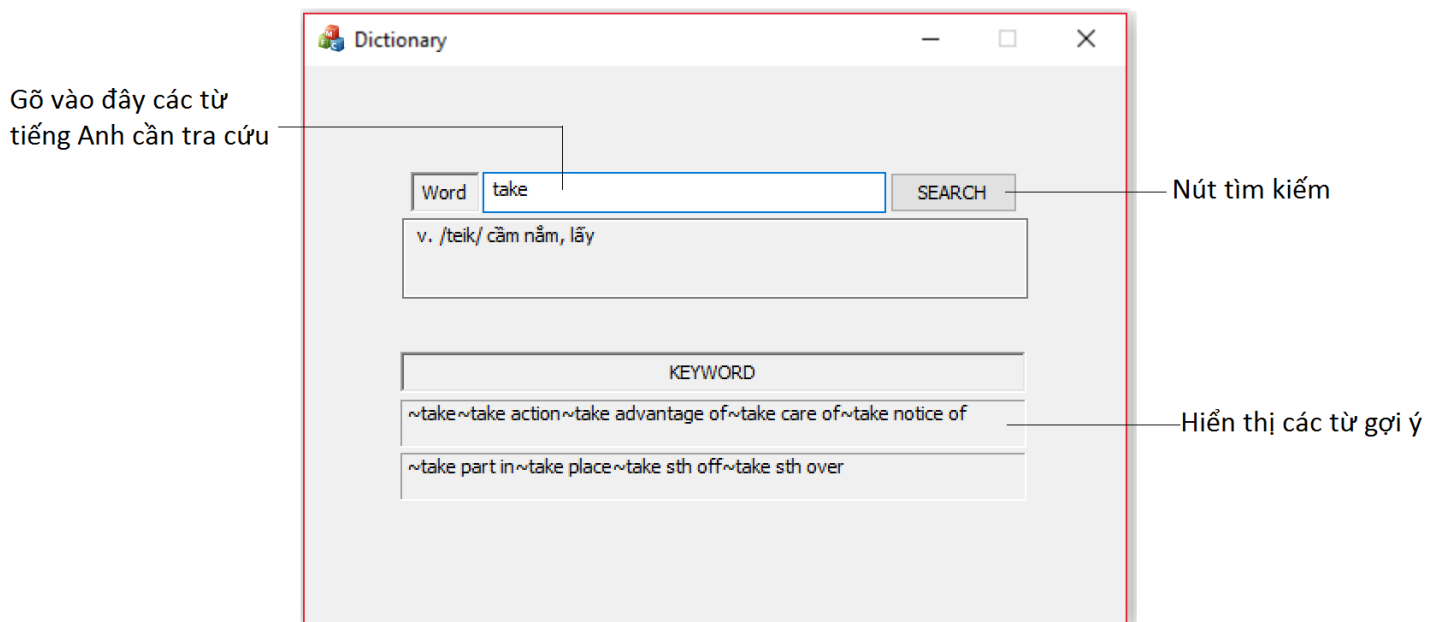 Dictionary
Gõ vào đây các từ
tiếng Anh cần tra cứu
Word
take
SEARCH
Nút tìm kiếm
v. /teik/ cầm nắm, lấy
KEYWORD
~take~take action~take advantage of~take care of~take notice of
Hiển thị các từ gợi ý
~take part in~take place~take sth off~take sth over